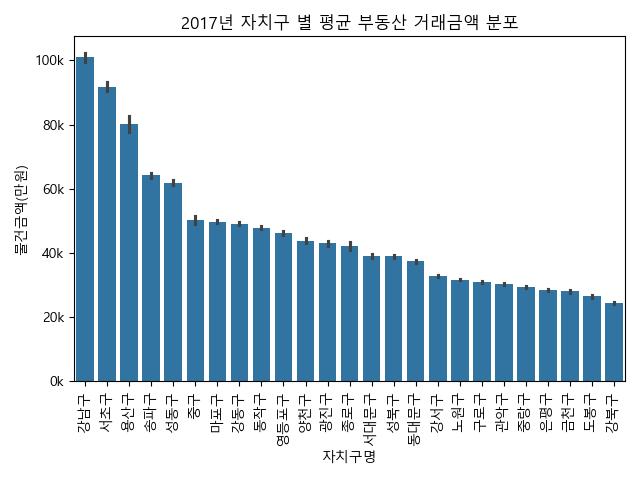 2017년 자치구 별 평균 부동산 거래금액 분포
물건금액(만원)
100k
80k
60k
40k
20k
0k
강남구
서초구
용산구
송파구
성동구
중구
마포구
강동구
동작구
영등포구
양천구
광진구
종로구
서대문구
성북구
동대문구
강서구
노원구
구로구
관악구
중랑구
은평구
금천구
도봉구
강북구
자치구명